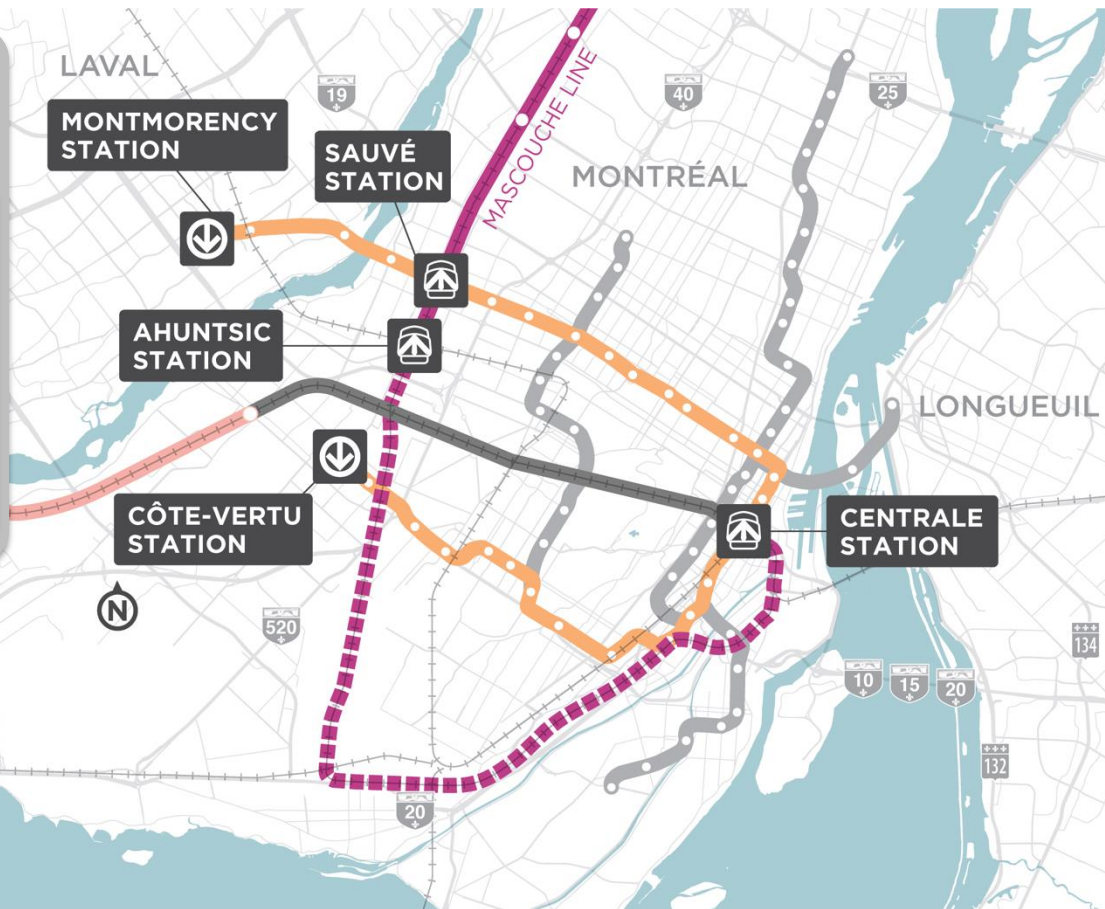 LAVAL
19
40
25
MONTMORENCY
STATION
SAUVÉ
STATION
MASCOUCHE LINE
MONTRÉAL
AHUNTSIC
STATION
LONGUEUIL
CÔTE-VERTU
STATION
CENTRALE
STATION
N
520
134
10
15
20
132
20